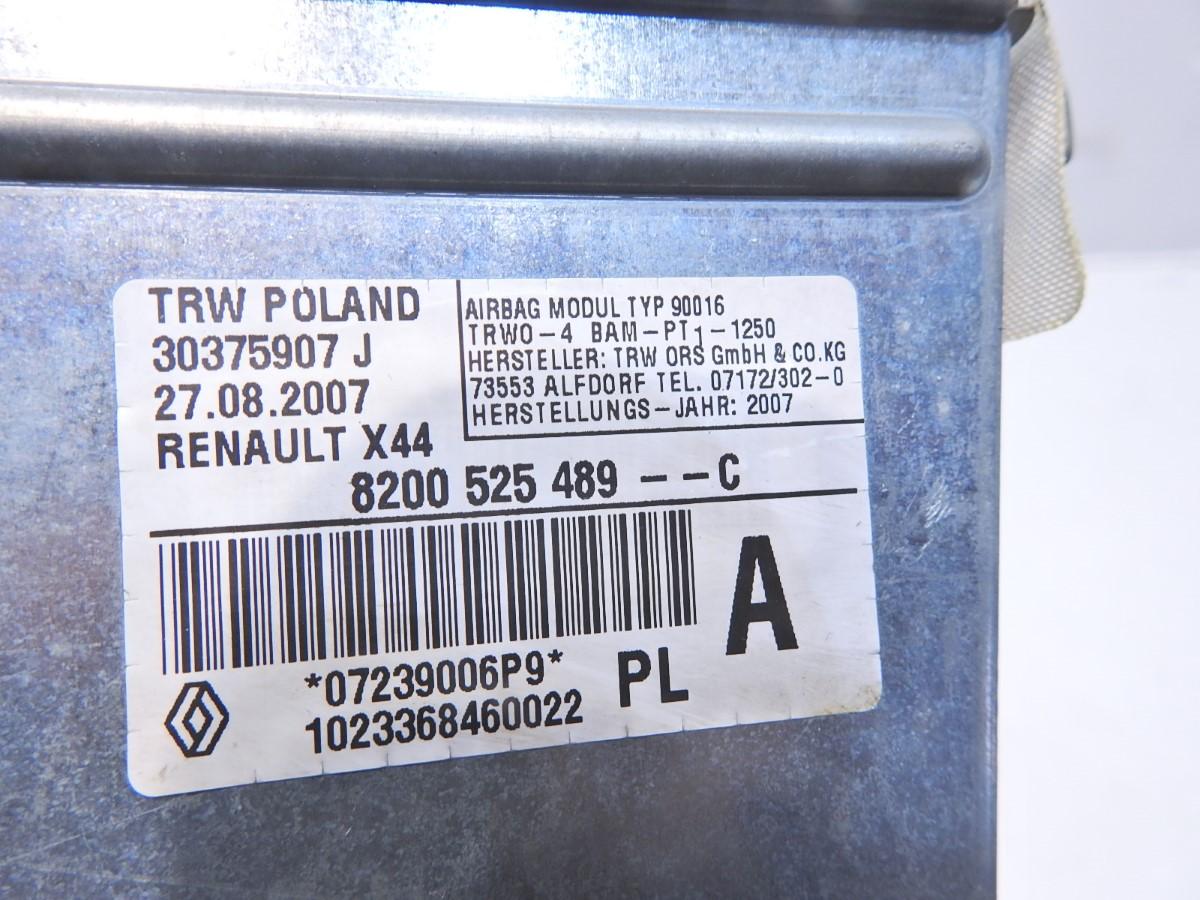 TRW POLAND
30375907 J
27.08.2007
RENAULT X44
AIRBAG MODUL TYP 90016
TRWO-4 BAM-PT1-1250
HERSTELLER: TRW ORS GmbH & CO.KG
73553 ALFDORF TEL. 07172/302-0
HERSTELLUNGS-JAHR: 2007
8200 525 489 --C
A
*07239006P9*
PL
1023368460022